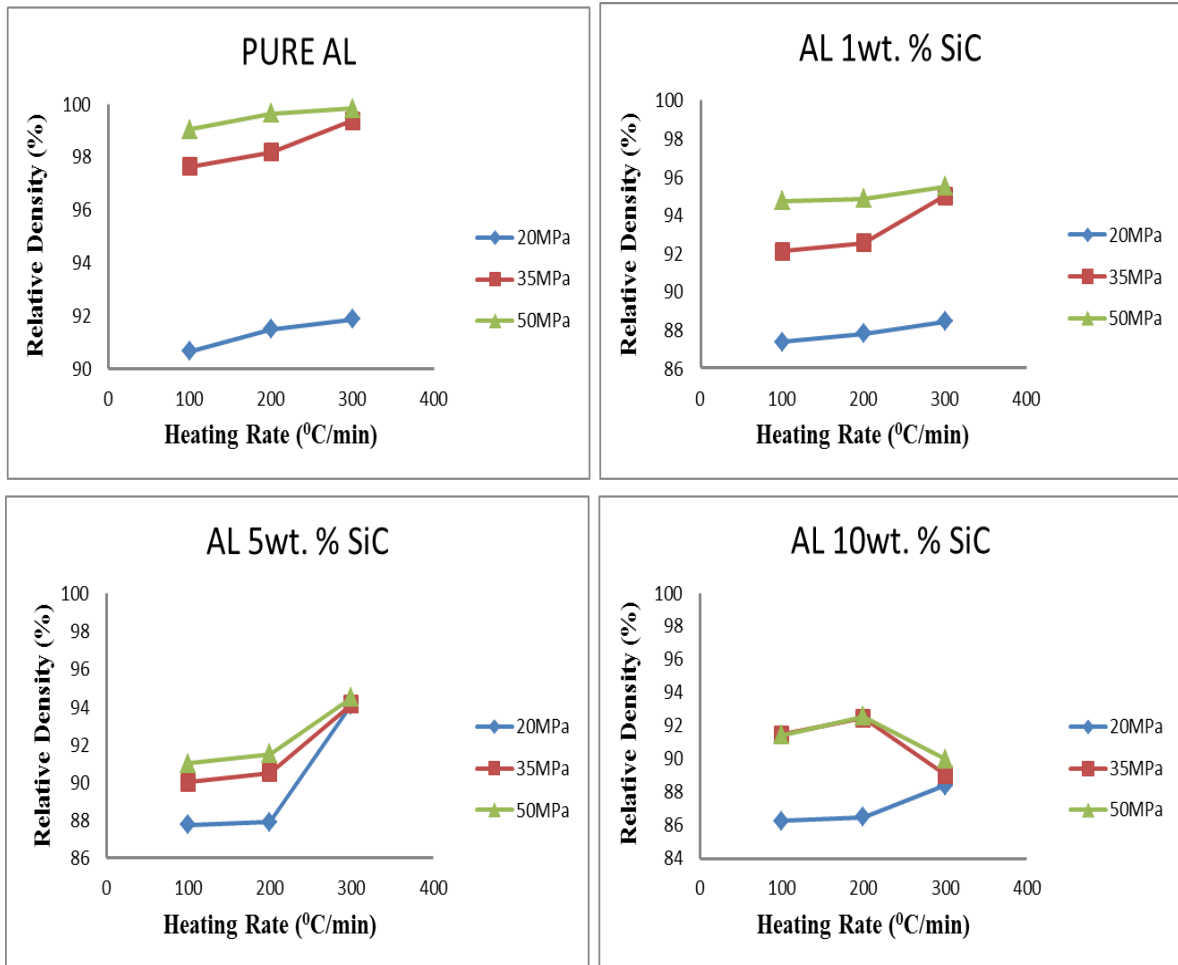 PURE AL
Relative Density (%)
100
98
96
94
92
90
0 100 200 300 400
Heating Rate (⁰C/min)
20MPa
35MPa
50MPa
AL 1wt. % SiC
Relative Density (%)
100
98
96
94
92
90
88
86
0 100 200 300 400
Heating Rate (⁰C/min)
20MPa
35MPa
50MPa
AL 5wt. % SiC
Relative Density (%)
100
98
96
94
92
90
88
86
0 100 200 300 400
Heating Rate (⁰C/min)
20MPa
35MPa
50MPa
AL 10wt. % SiC
Relative Density (%)
100
98
96
94
92
90
88
86
84
0 100 200 300 400
Heating Rate (⁰C/min)
20MPa
35MPa
50MPa